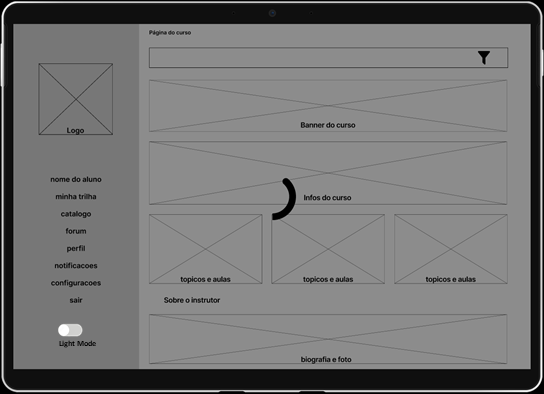 Página do curso
Logo
nome do aluno
minha trilha
catalogo
forum
perfil
notificacoes
configuracoes
sair
Light Mode
Banner do curso
Infos do curso
topicos e aulas
topicos e aulas
topicos e aulas
Sobre o instrutor
biografia e foto